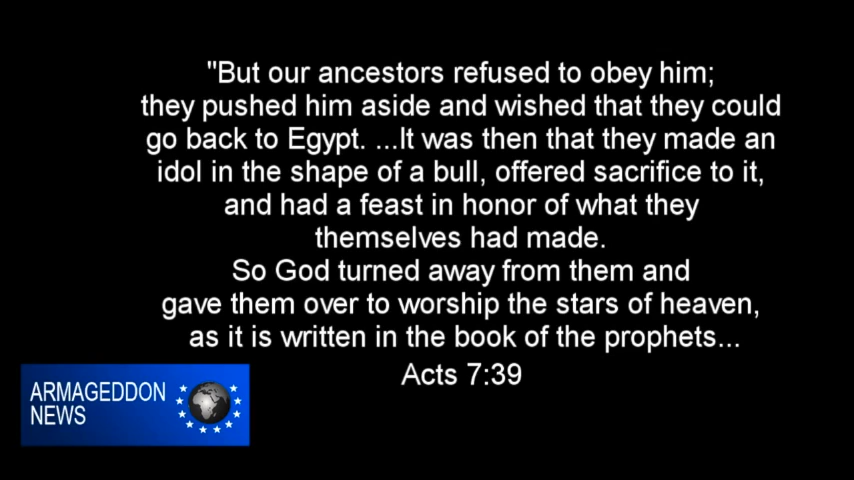 "But our ancestors refused to obey him;
they pushed him aside and wished that they could
go back to Egypt. ...It was then that they made an
idol in the shape of a bull, offered sacrifice to it,
and had a feast in honor of what they
themselves had made.
So God turned away from them and
gave them over to worship the stars of heaven,
as it is written in the book of the prophets...
Acts 7:39
ARMAGEDDON
NEWS